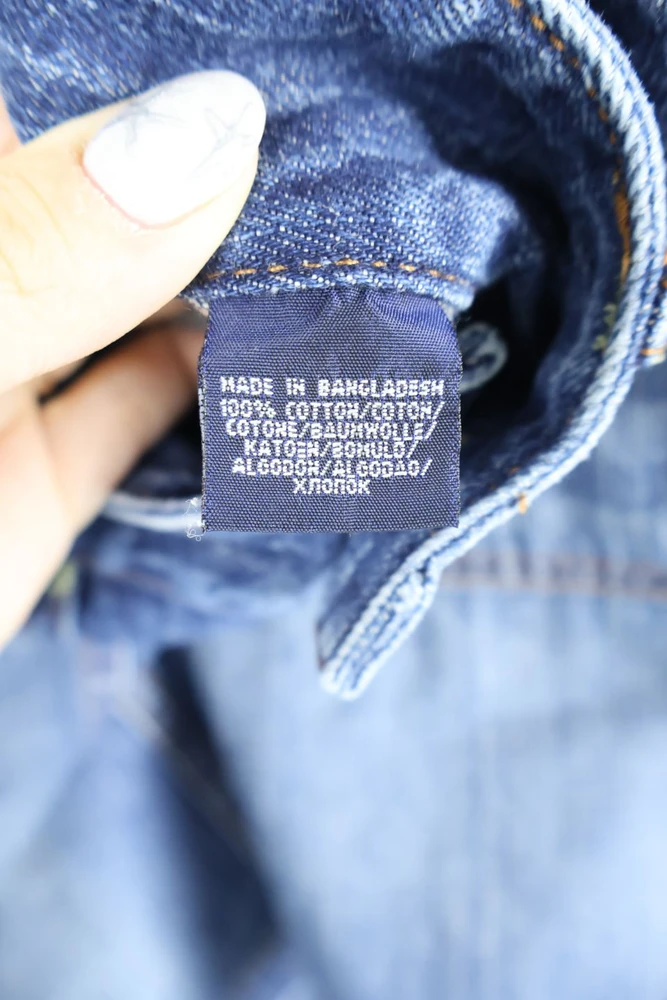 MADE IN BANGLADESH
100% COTTON/COTON/
COTONE/BAUMWOLLE/
KATOEN/BOMULD/
ALGODON/ALGODAO/
ХЛОПОК